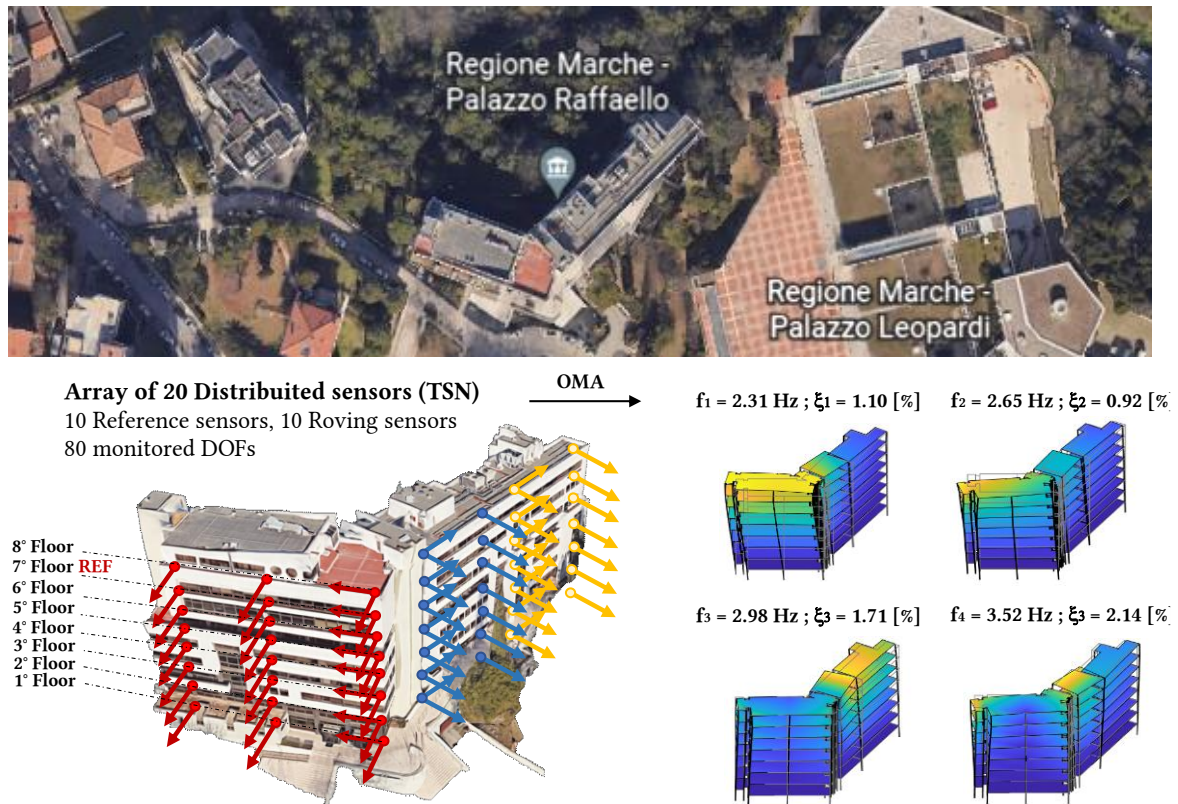 Regione Marche -
Palazzo Raffaello
Regione Marche -
Palazzo Leopardi
Array of 20 Distribuited sensors (TSN)
10 Reference sensors, 10 Roving sensors
80 monitored DOFs
OMA
f₁ = 2.31 Hz ; ξ1 = 1.10 [%]
f₂ = 2.65 Hz ; ξ2 = 0.92 [%]
8° Floor
7° Floor REF
6° Floor
5° Floor
4° Floor
3° Floor
2° Floor
1° Floor
f₃ = 2.98 Hz ; ξ3 = 1.71 [%]
f₄ = 3.52 Hz ; ξ3 = 2.14 [%]